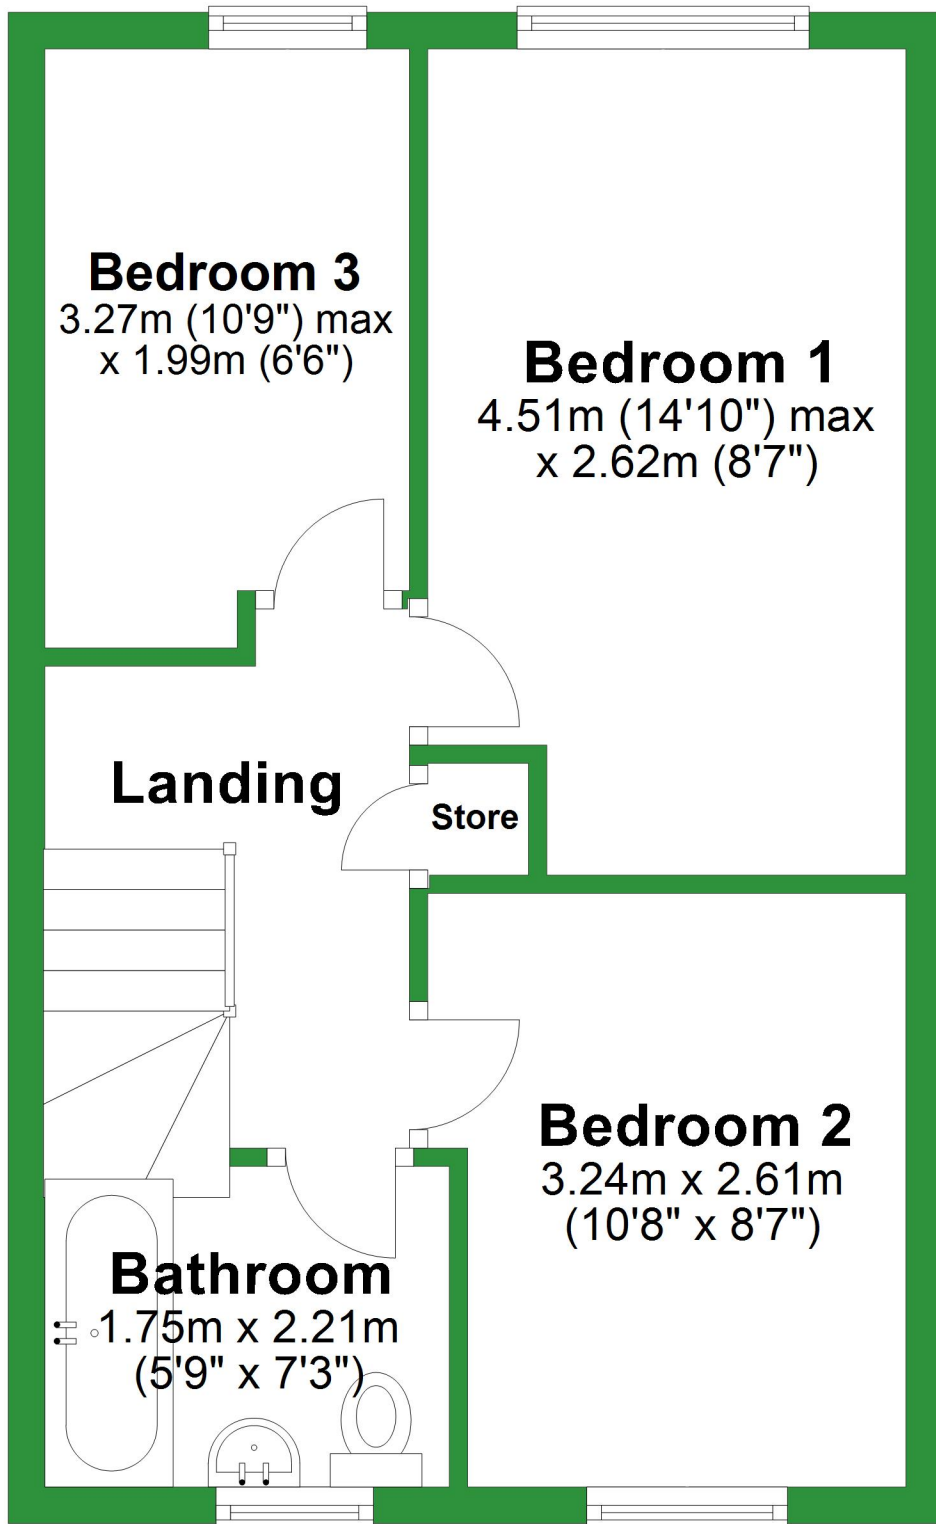 Bedroom 3
3.27m (10'9") max
x 1.99m (6'6")
Bedroom 1
4.51m (14'10") max
x 2.62m (8'7")
Landing
Store
Bedroom 2
3.24m x 2.61m
(10'8" x 8'7")
Bathroom
1.75m x 2.21m
(5'9" x 7'3")